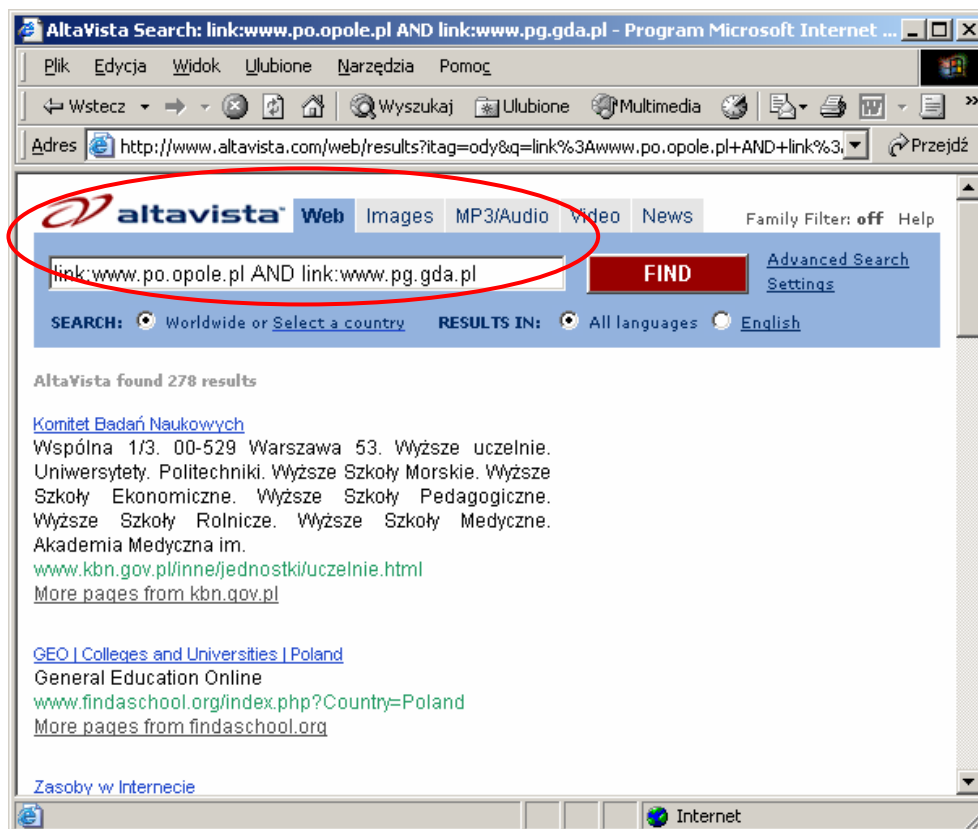 Alta¥ista Search: link:www.po.opole.pl AND link:www.pg.gda.pl - Program Microsoft Internet ...
Plik Edycja Widok Ulubione Narzędzia Pomoc
Wstecz Wyszukaj Ulubione Multimedia »
Adres http://www.altavista.com/web/results?itag=ody&q=link%3Awww.po.opole.pl+AND+link%3, Przejdź
altavista Web Images MP3/Audio Video News Family Filter: off Help
link:www.po.opole.pl AND link:www.pg.gda.pl FIND Advanced Search
Settings
SEARCH: Worldwide or Select a country RESULTS IN: All languages English
Alta¥ista found 278 results
Komitet Badań Naukowych
Wspólna 1/3. 00-529 Warszawa 53. Wyższe uczelnie.
Uniwersytety. Politechniki. Wyższe Szkoły Morskie. Wyższe
Szkoły Ekonomiczne. Wyższe Szkoły Pedagogiczne.
Wyższe Szkoły Rolnicze. Wyższe Szkoły Medyczne.
Akademia Medyczna im.
www.kbn.gov.pl/inne/jednostki/uczelnie.html
More pages from kbn.gov.pl
GEO | Colleges and Universities | Poland
General Education Online
www.findaschool.org/index.php?Country=Poland
More pages from findaschool.org
Zasoby w Internecie
Internet